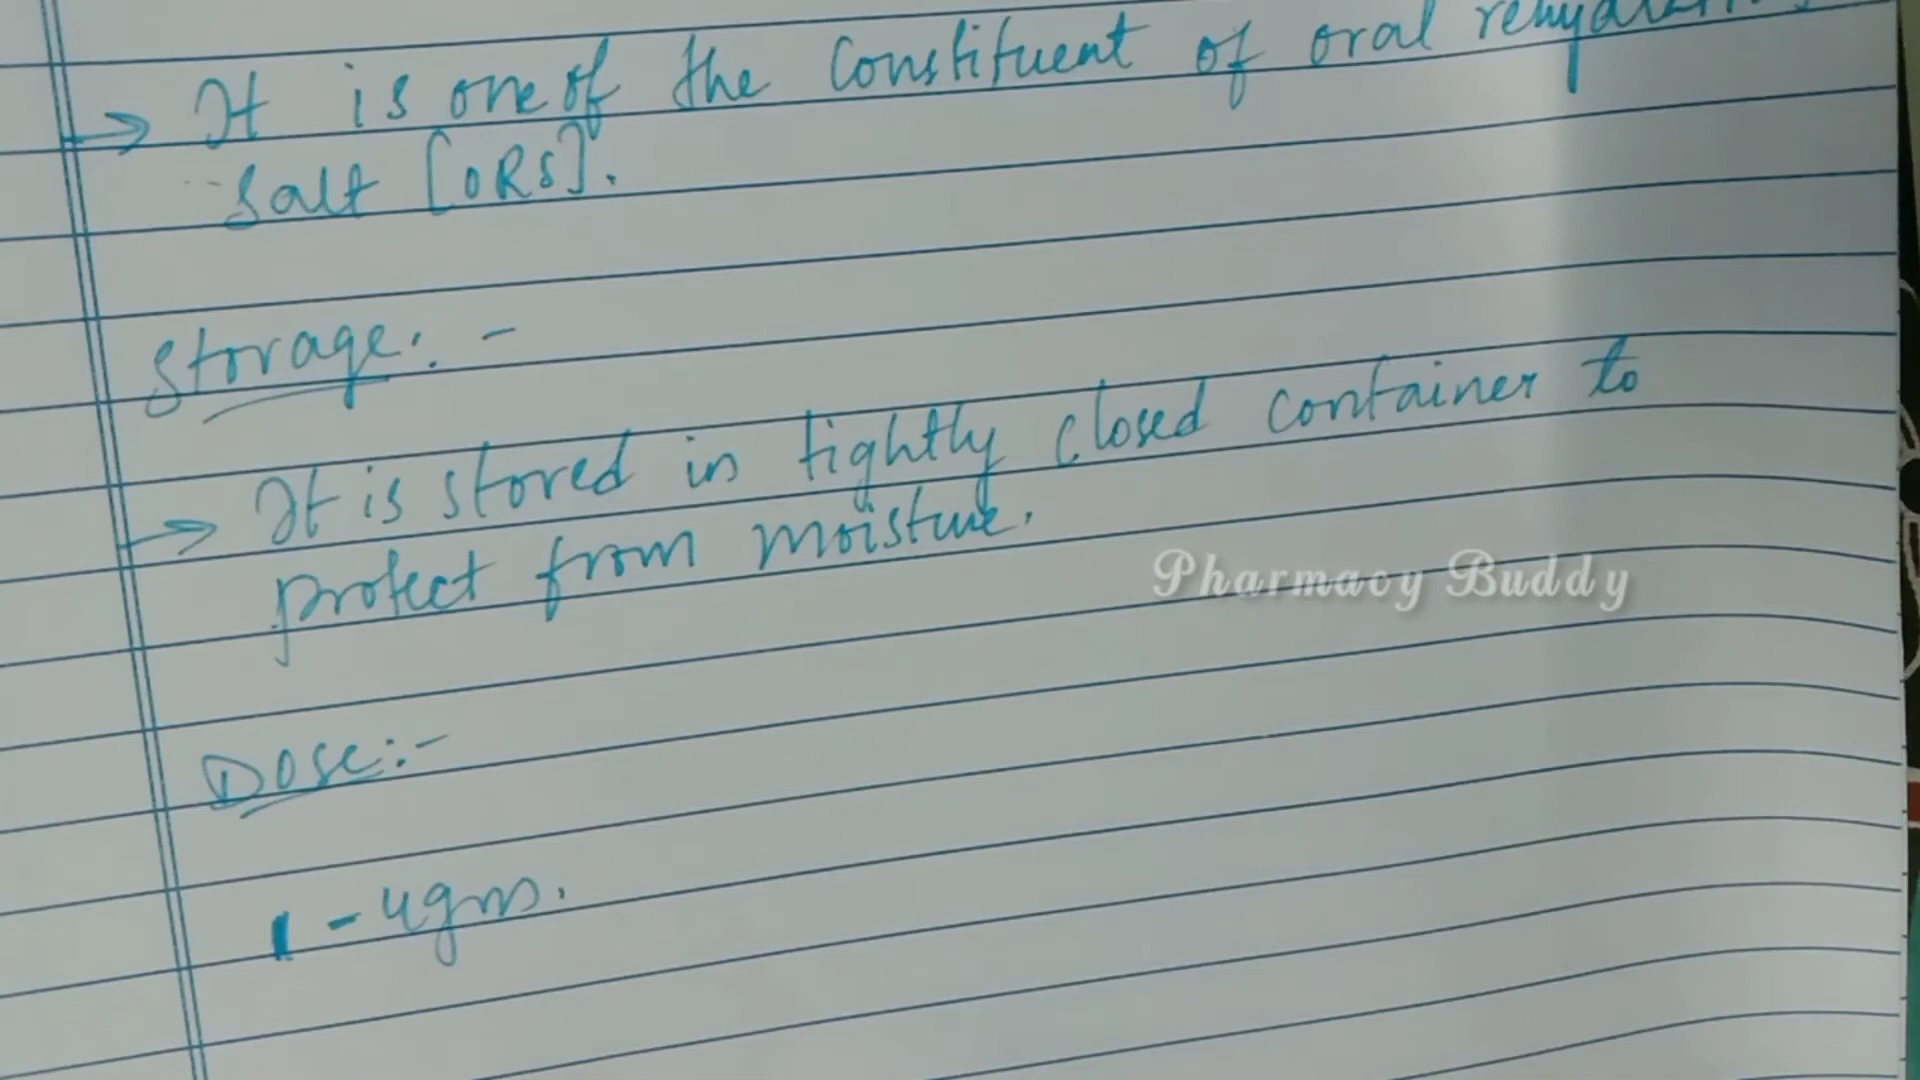 → It is one of the constituent of oral
salt [ORS].
Storage:-
→ It is stored in tightly closed container to
protect from moisture.
Pharmacy Buddy
Dose:-
1-4gm.